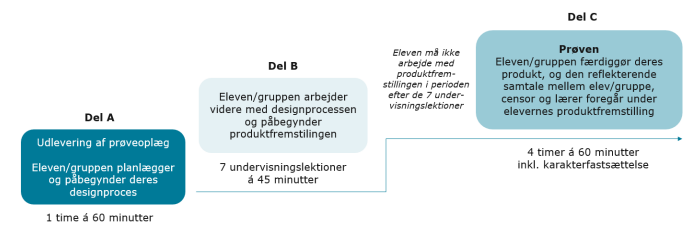 Del A
Udlevering af prøveoplæg
Eleven/gruppen planlægger
og påbegynder deres
designproces
1 time á 60 minutter
Del B
Eleven/gruppen arbejder
videre med designprocessen
og påbegynder
produktfremstilingen
7 undervisningslektioner
á 45 minutter
Eleven må ikke
arbejde med
produktfrem-
stillingen i perioden
efter de 7 under-
visningslektioner
Del C
Prøven
Eleven/gruppen færdiggør deres
produkt, og den reflekterende
samtale mellem elev/gruppe,
censor og lærer foregår under
elevernes produktfremstilling
4 timer á 60 minutter
inkl. karakterfastsættelse